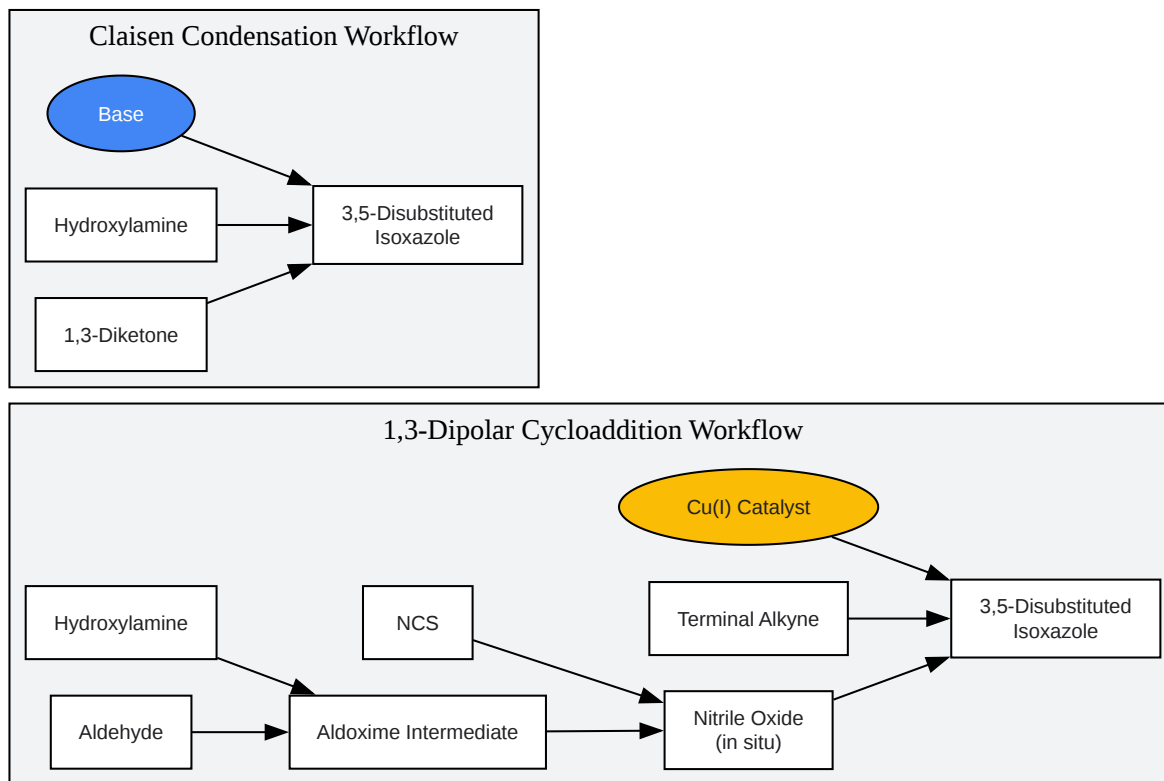 Claisen Condensation Workflow
Base
Hydroxylamine
3,5-Disubstituted
Isoxazole
1,3-Diketone
1,3-Dipolar Cycloaddition Workflow
Cu(I) Catalyst
Hydroxylamine
NCS
Terminal Alkyne
3,5-Disubstituted
Isoxazole
Aldehyde
Aldoxime Intermediate
Nitrile Oxide
(in situ)